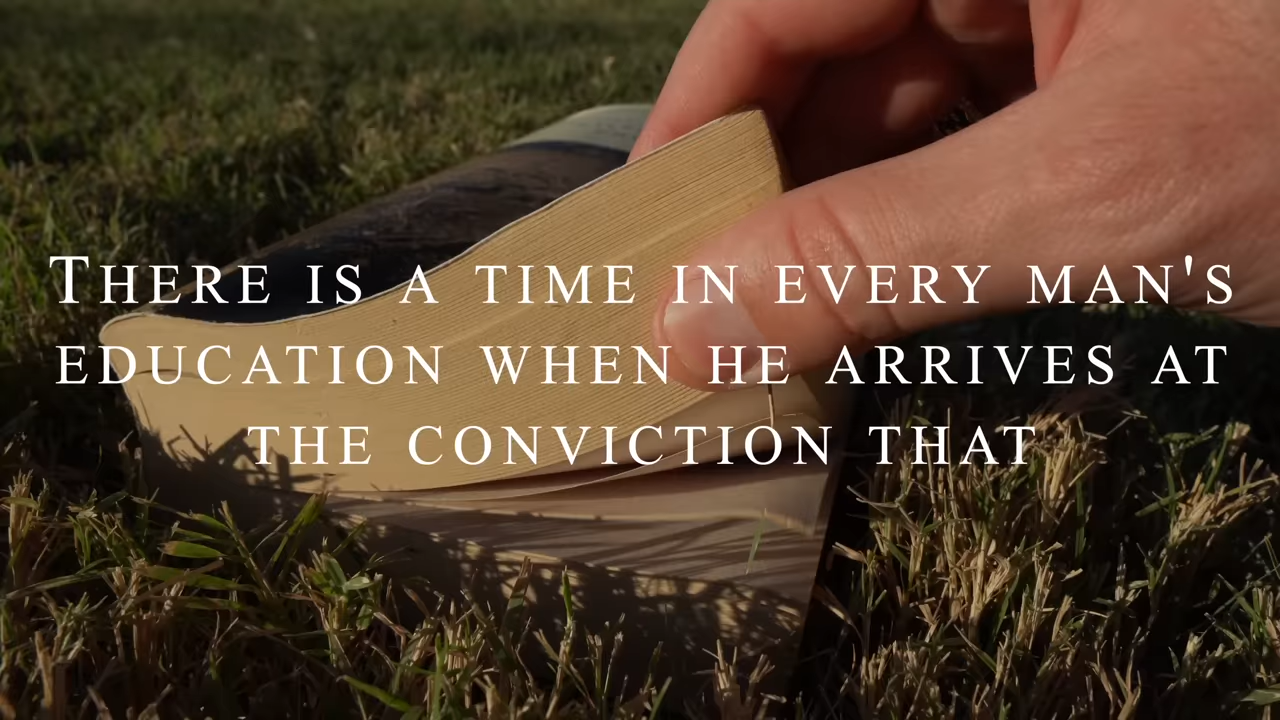 There is a time in every man's
education when he arrives at
the conviction that